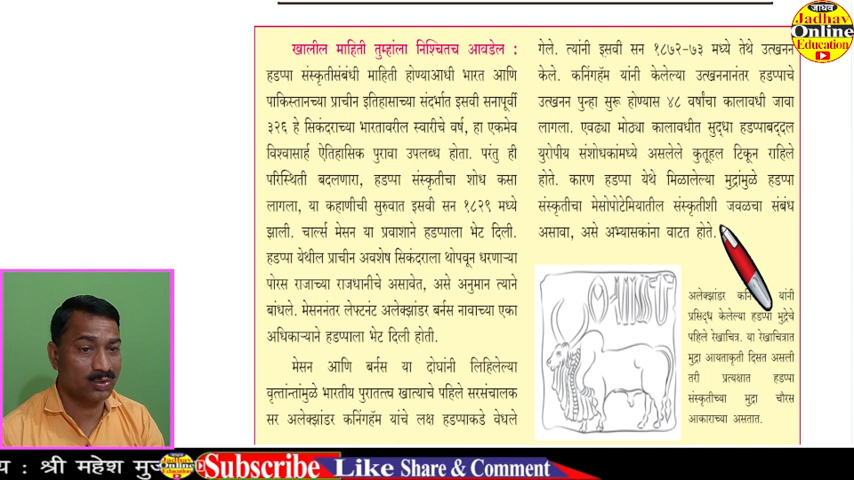 खालील माहिती तुम्हांला निश्चितच आवडेल :
हडप्पा संस्कृतीसंबंधी माहिती होण्याआधी भारत आणि
पाकिस्तानच्या प्राचीन इतिहासाच्या संदर्भात इसवी सनापूर्वी
३२६ हे सिकंदराच्या भारतावरील स्वारीचे वर्ष, हा एकमेव
विश्वासार्ह ऐतिहासिक पुरावा उपलब्ध होता. परंतु ही
परिस्थिती बदलणारा, हडप्पा संस्कृतीचा शोध कसा
लागला, या कहाणीची सुरुवात इसवी सन १८२९ मध्ये
झाली. चार्ल्स मेसन या प्रवाशाने हडप्पाला भेट दिली.
हडप्पा येथील प्राचीन अवशेष सिकंदराला थोपवून धरणाऱ्या
पोरस राजाच्या राजधानीचे असावेत, असे अनुमान त्याने
बांधले. मेसननंतर लेफ्टनंट अलेक्झांडर बर्नस नावाच्या एका
अधिकाऱ्याने हडप्पाला भेट दिली होती.
मेसन आणि बर्नस या दोघांनी लिहिलेल्या
वृत्तान्तांमुळे भारतीय पुरातत्त्व खात्याचे पहिले सरसंचालक
सर अलेक्झांडर कनिंगहॅम यांचे लक्ष हडप्पाकडे वेधले
गेले. त्यांनी इसवी सन १८७२-७३ मध्ये तेथे उत्खनन
केले. कनिंगहॅम यांनी केलेल्या उत्खननानंतर हडप्पाचे
उत्खनन पुन्हा सुरू होण्यास ४८ वर्षांचा कालावधी जावा
लागला. एवढ्या मोठ्या कालावधीत सुद्धा हडप्पाबद्दल
युरोपीय संशोधकांमध्ये असलेले कुतूहल टिकून राहिले
होते. कारण हडप्पा येथे मिळालेल्या मुद्रांमुळे हडप्पा
संस्कृतीचा मेसोपोटेमियातील संस्कृतीशी जवळचा संबंध
असावा, असे अभ्यासकांना वाटत होते.
अलेक्झांडर यांनी
प्रसिद्ध केलेल्या हडप्पा मुद्रेचे
पहिले रेखाचित्र. या रेखाचित्रात
मुद्रा आयताकृती दिसत असली
तरी प्रत्यक्षात हडप्पा
संस्कृतीच्या मुद्रा चौरस
आकाराच्या असतात.
जाधव
Jadhav
Online
Education
य : श्री महेश
Jadhav
Online
Education
Subscribe Like Share & Comment